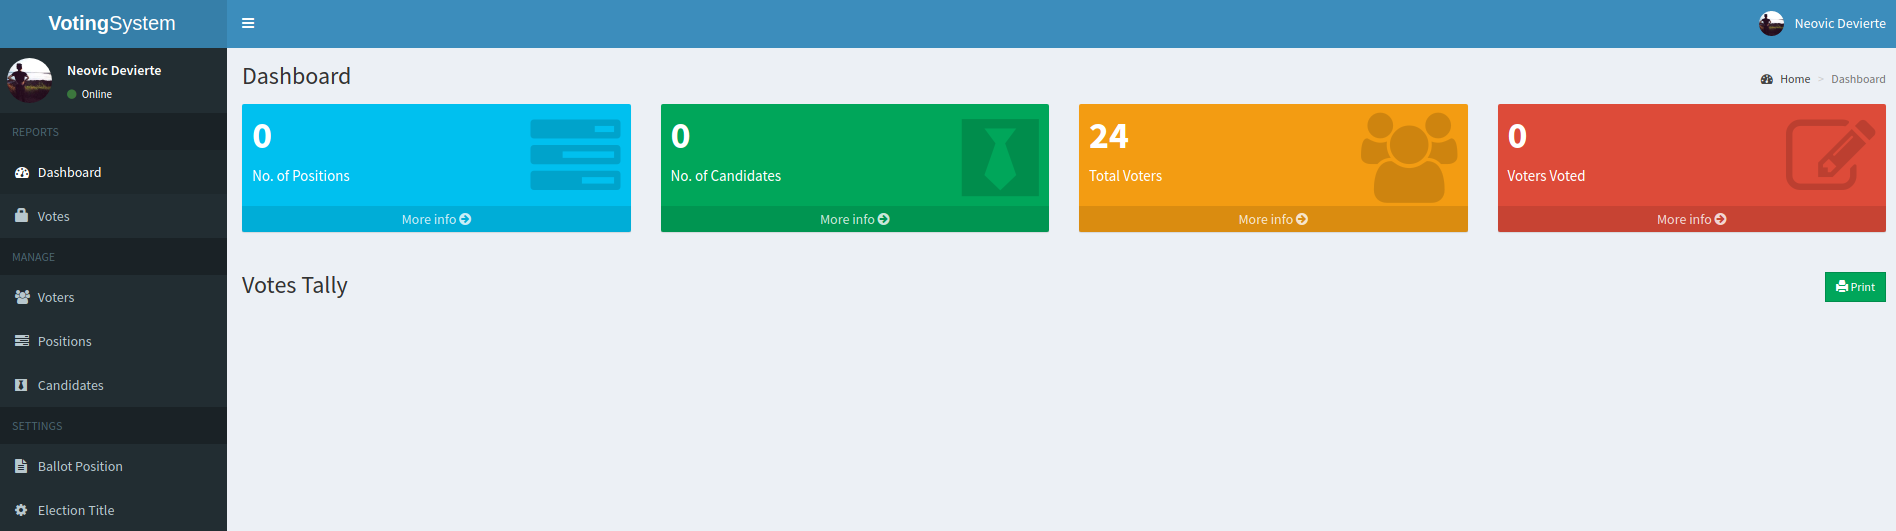 VotingSystem
Neovic Devierte
Neovic Devierte
Online
REPORTS
Dashboard
Votes
MANAGE
Voters
Positions
Candidates
SETTINGS
Ballot Position
Election Title
Dashboard
Home > Dashboard
0
No. of Positions
More info
0
No. of Candidates
More info
24
Total Voters
More info
0
Voters Voted
More info
Votes Tally
Print